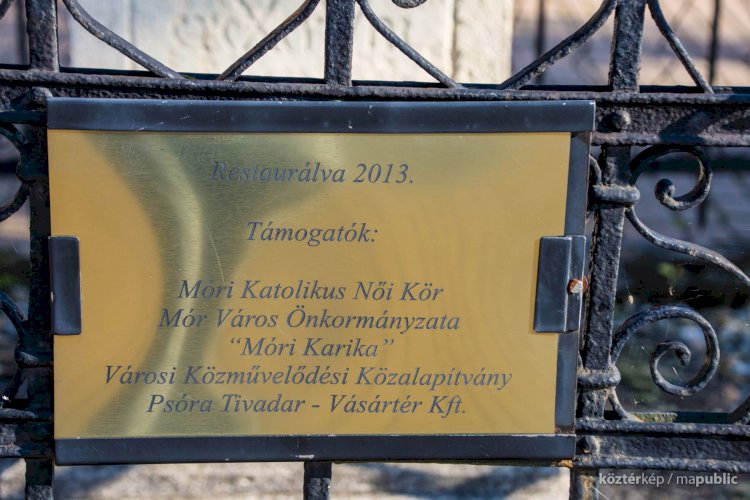 Restaurálva 2013.
Támogatók:
Móri Katolikus Női Kör
Mór Város Önkormányzata
“Móri Karika”
Városi Közművelődési Közalapítvány
Psóra Tivadar - Vásártér Kft.
köztérkép / mapublic